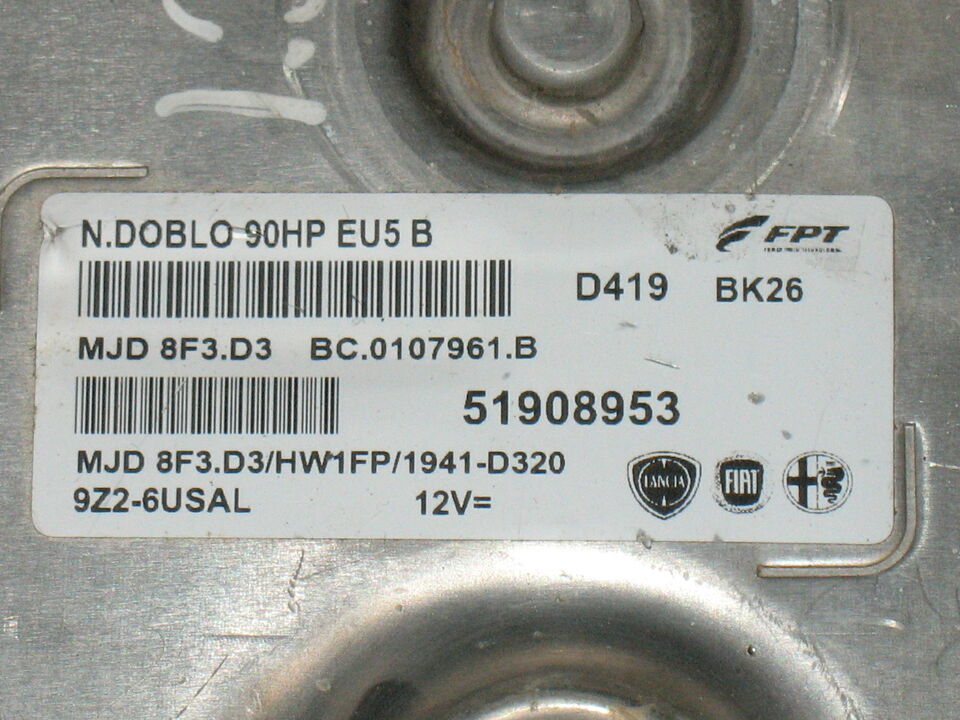 N.DOBLO 90HP EU5 B
FPT
D419 BK26
MJD 8F3.D3 BC.0107961.B
51908953
MJD 8F3.D3/HW1FP/1941-D320
9Z2-6USAL 12V=
LANCIA FIAT